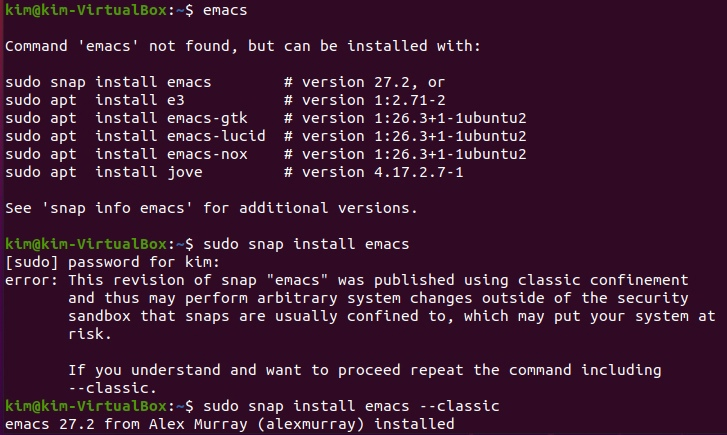 kim@kim-VirtualBox:~$ emacs
Command 'emacs' not found, but can be installed with:
sudo snap install emacs        # version 27.2, or
sudo apt  install e3           # version 1:2.71-2
sudo apt  install emacs-gtk    # version 1:26.3+1-1ubuntu2
sudo apt  install emacs-lucid  # version 1:26.3+1-1ubuntu2
sudo apt  install emacs-nox    # version 1:26.3+1-1ubuntu2
sudo apt  install jove         # version 4.17.2.7-1
See 'snap info emacs' for additional versions.
kim@kim-VirtualBox:~$ sudo snap install emacs
[sudo] password for kim:
error: This revision of snap "emacs" was published using classic confinement
       and thus may perform arbitrary system changes outside of the security
       sandbox that snaps are usually confined to, which may put your system at
       risk.
       If you understand and want to proceed repeat the command including
       --classic.
kim@kim-VirtualBox:~$ sudo snap install emacs --classic
emacs 27.2 from Alex Murray (alexmurray) installed